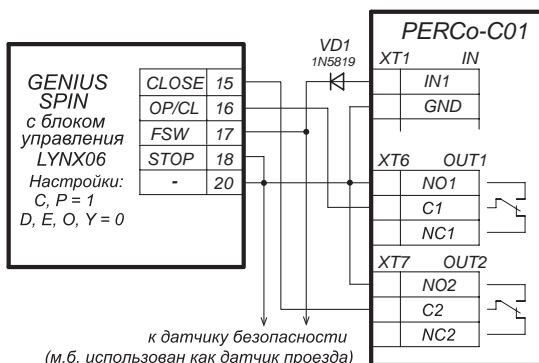 PERCo-C01
VD1
1N5819
XT1 IN
IN1
GND
GENIUS
SPIN
с блоком
управления
LYNX06
Настройки:
C, P = 1
D, E, O, Y = 0
CLOSE 15
OP/CL 16
FSW 17
STOP 18
- 20
XT6 OUT1
NO1
C1
NC1
XT7 OUT2
NO2
C2
NC2
к датчику безопасности
(м.б. использован как датчик проезда)